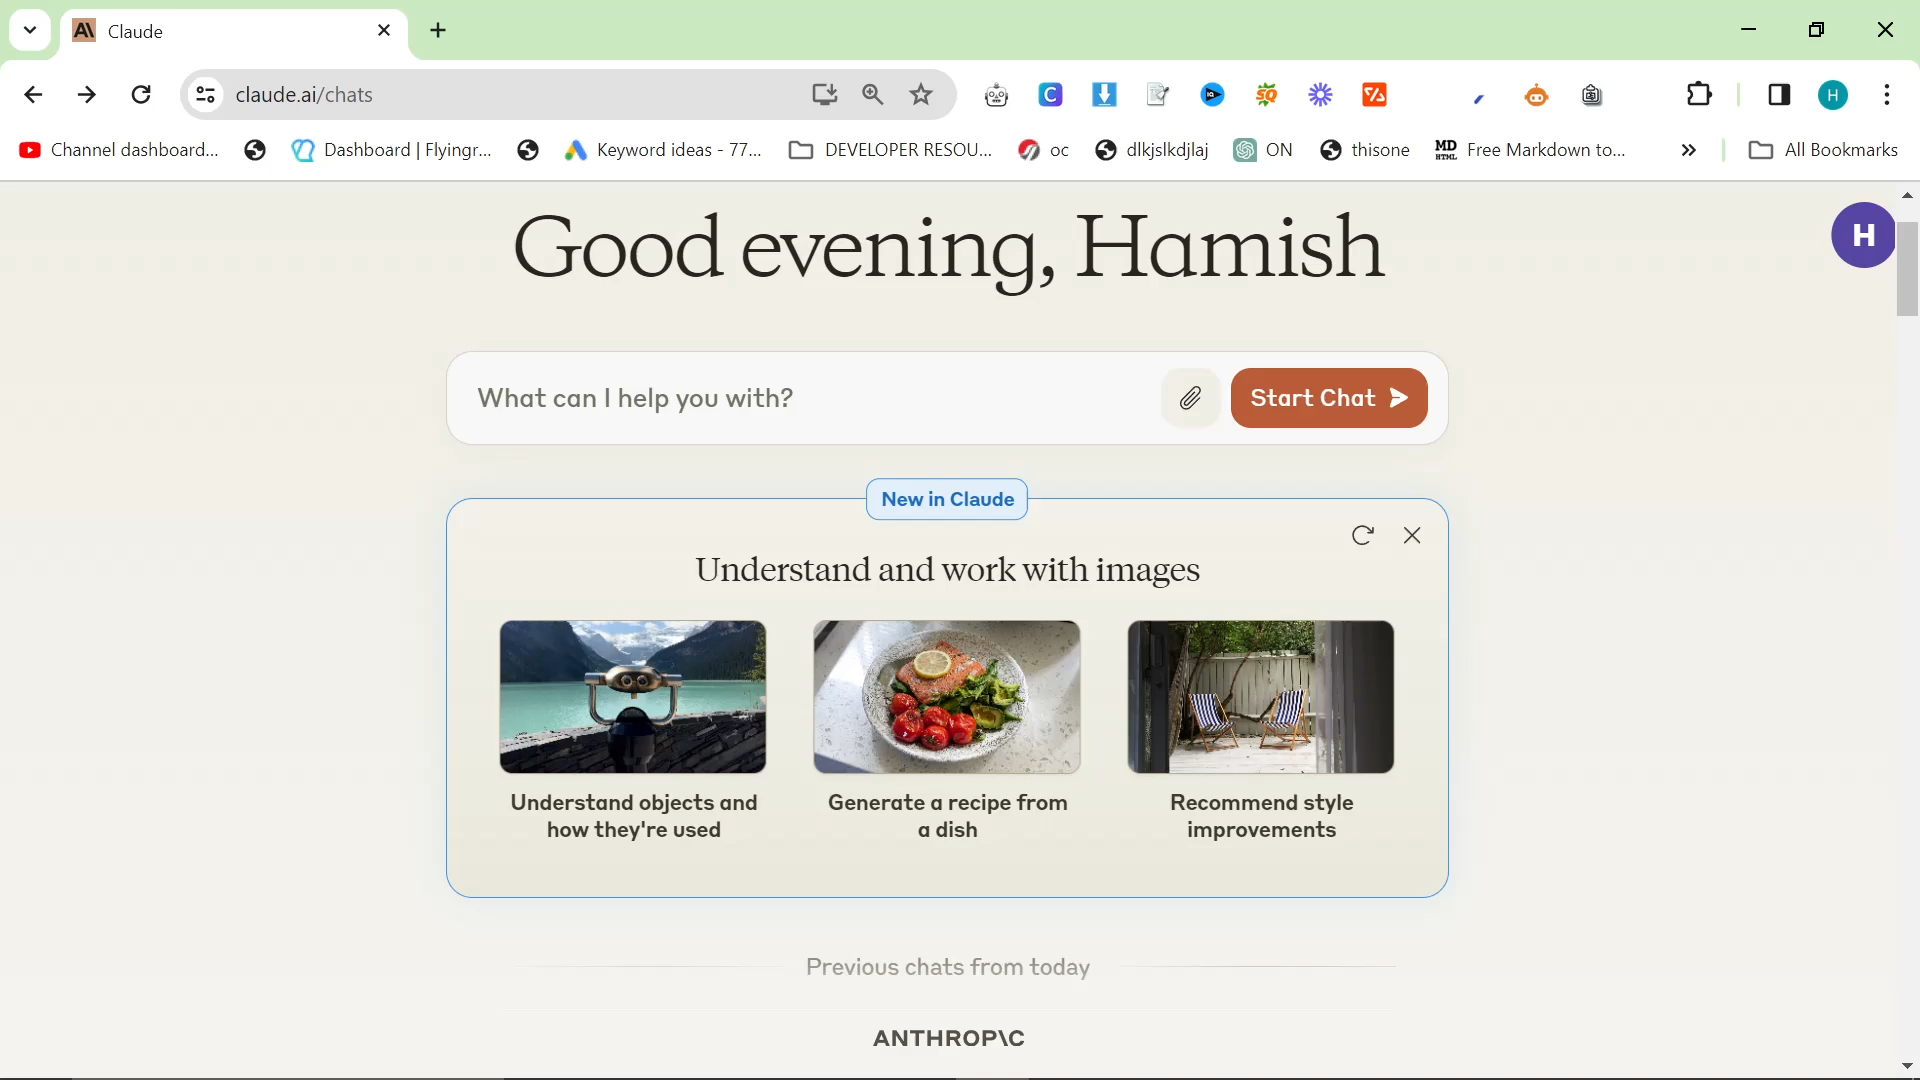 Claude
claude.ai/chats
Channel dashboard...
Dashboard | Flyingr...
Keyword ideas - 77...
DEVELOPER RESOU...
oc
dlkjslkdjlaj
ON
thisone
MD
HTML
Free Markdown to...
All Bookmarks
H
Good evening, Hamish
H
What can I help you with?
Start Chat
New in Claude
Understand and work with images
Understand objects and
how they're used
Generate a recipe from
a dish
Recommend style
improvements
Previous chats from today
ANTHROP\C